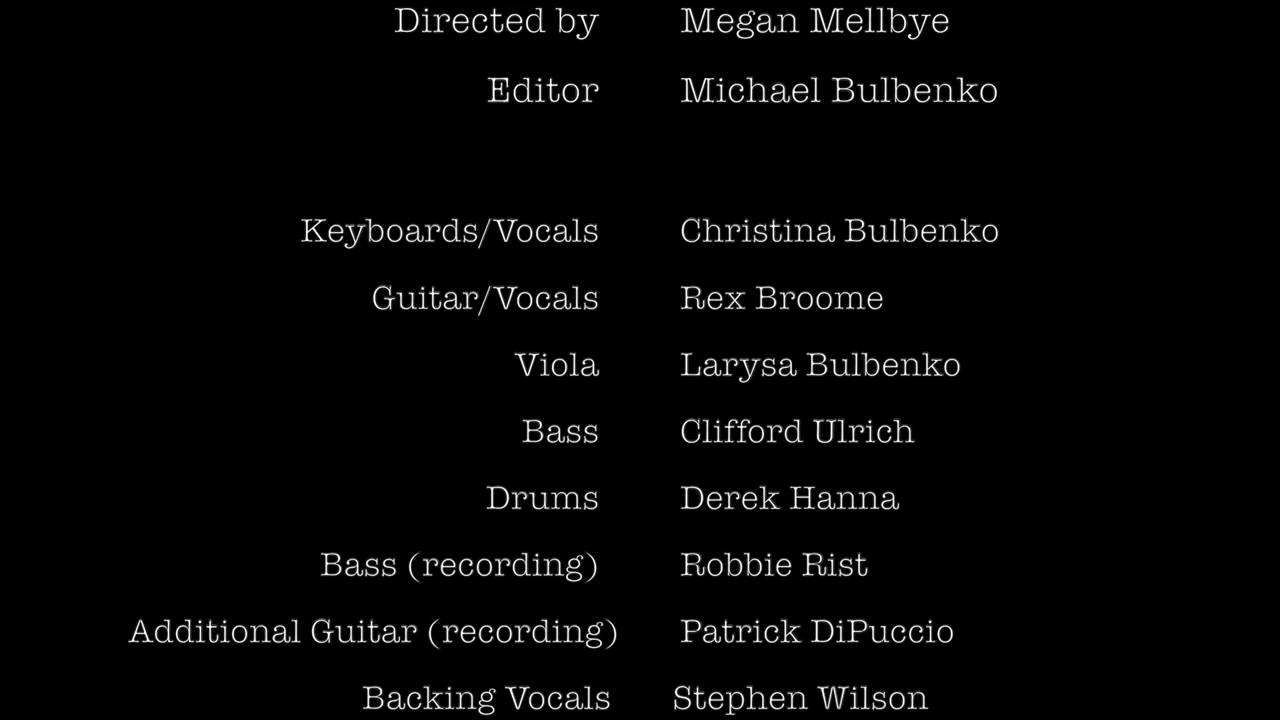 Directed by Megan Mellbye
Editor Michael Bulbenko
Keyboards/Vocals Christina Bulbenko
Guitar/Vocals Rex Broome
Viola Larysa Bulbenko
Bass Clifford Ulrich
Drums Derek Hanna
Bass (recording) Robbie Rist
Additional Guitar (recording) Patrick DiPuccio
Backing Vocals Stephen Wilson